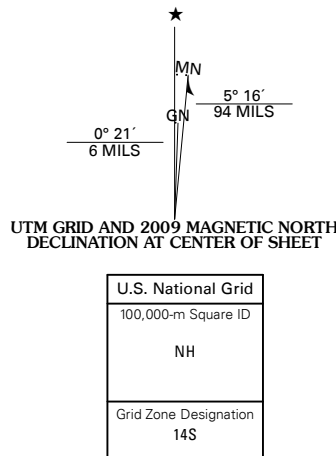 ★
MN
5° 16´
94 MILS
GN
0° 21´
6 MILS
UTM GRID AND 2009 MAGNETIC NORTH
DECLINATION AT CENTER OF SHEET
U.S. National Grid
100,000-m Square ID
NH
Grid Zone Designation
14S